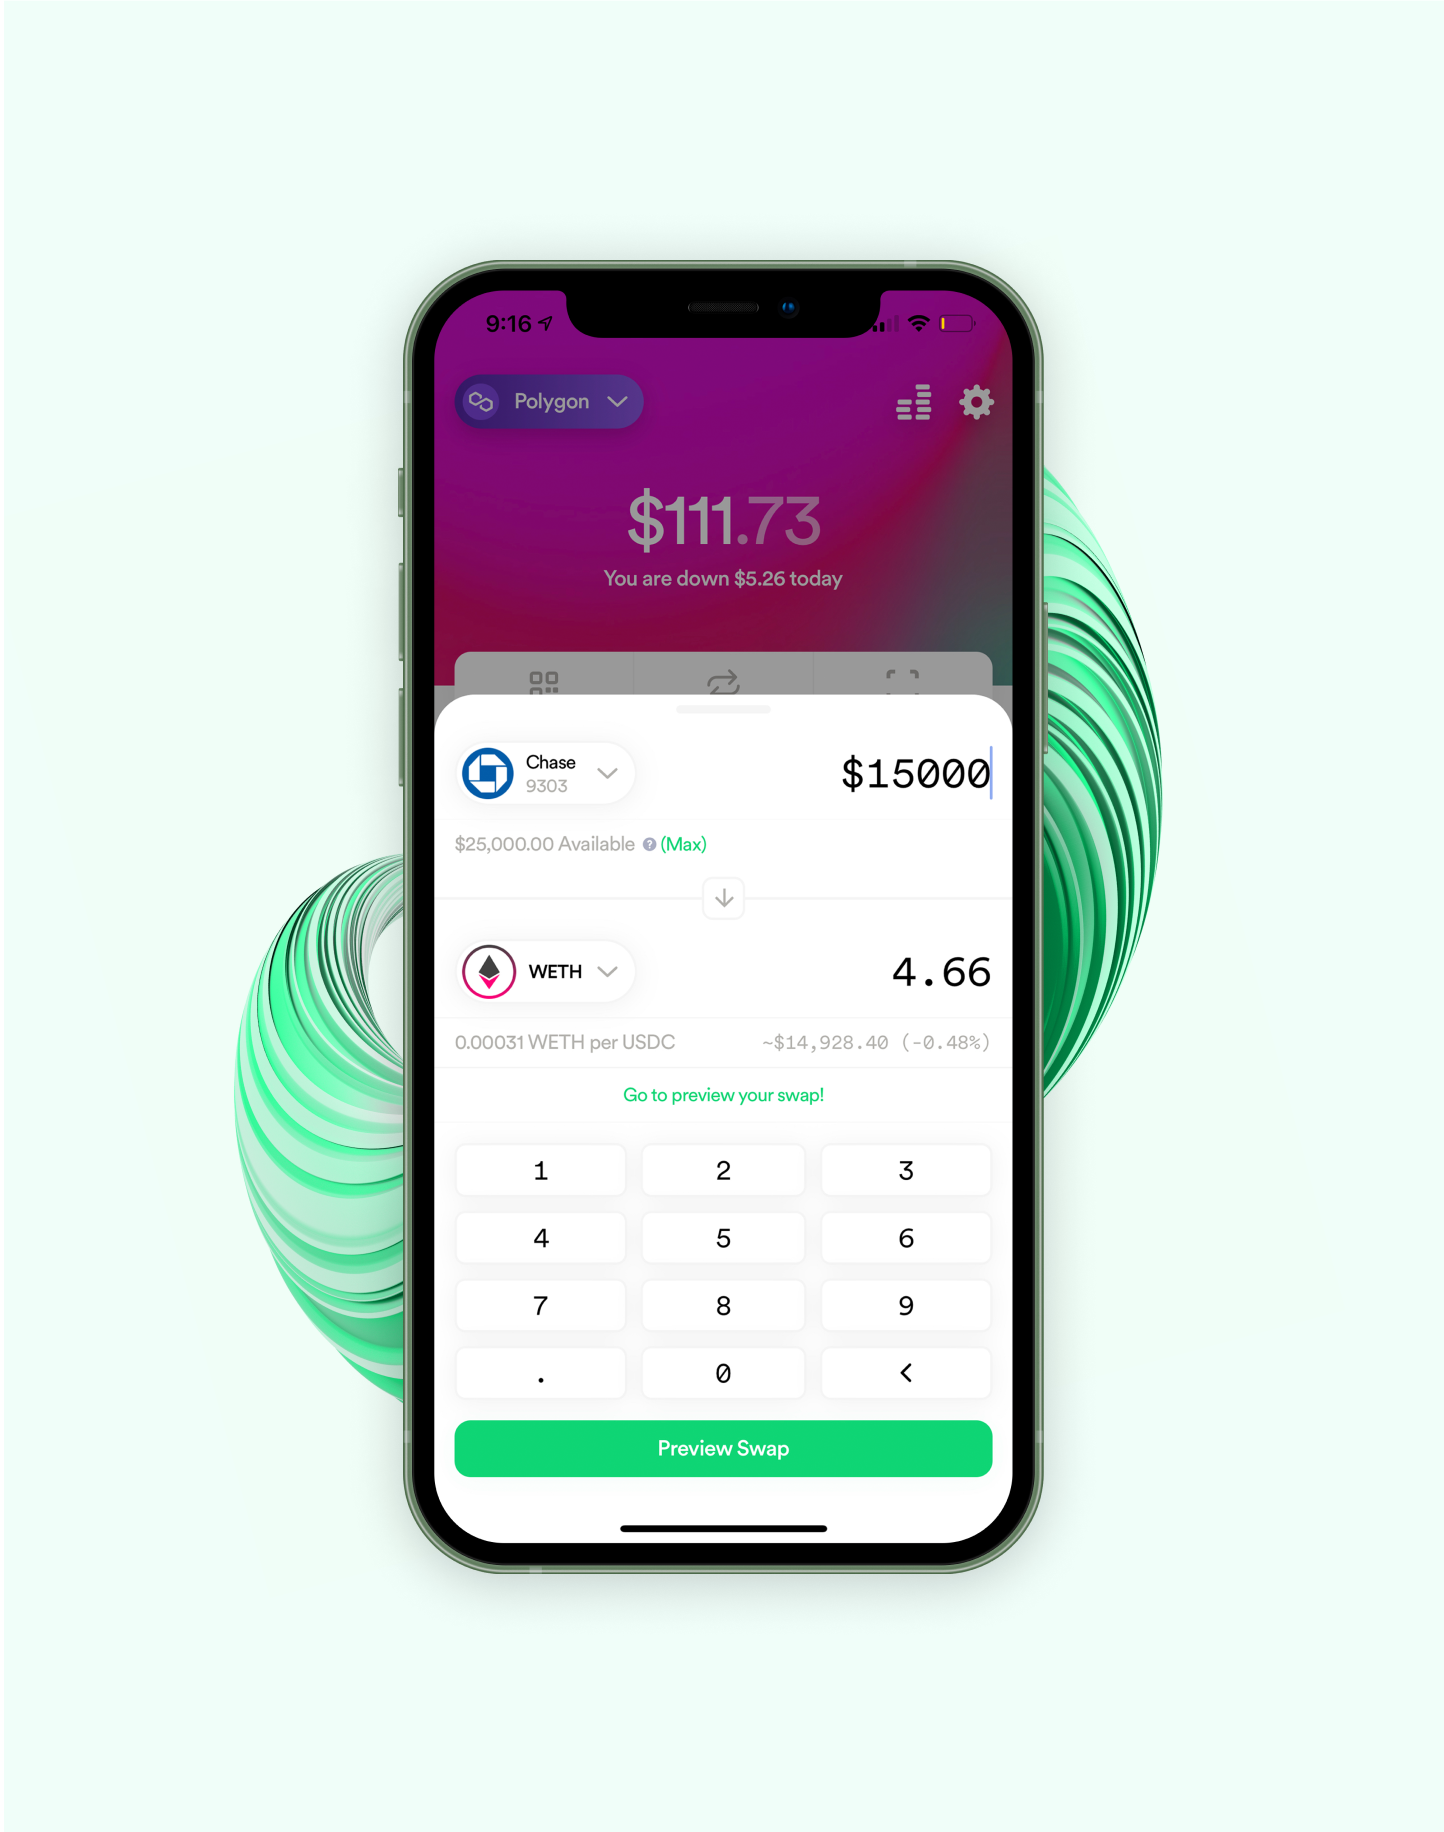 9:16
Polygon
$111.73
You are down $5.26 today
Chase
9303
$15000
$25,000.00 Available ? (Max)
WETH
4.66
0.00031 WETH per USDC
~$14,928.40 (-0.48%)
Go to preview your swap!
1 2 3
4 5 6
7 8 9
. 0 <
Preview Swap